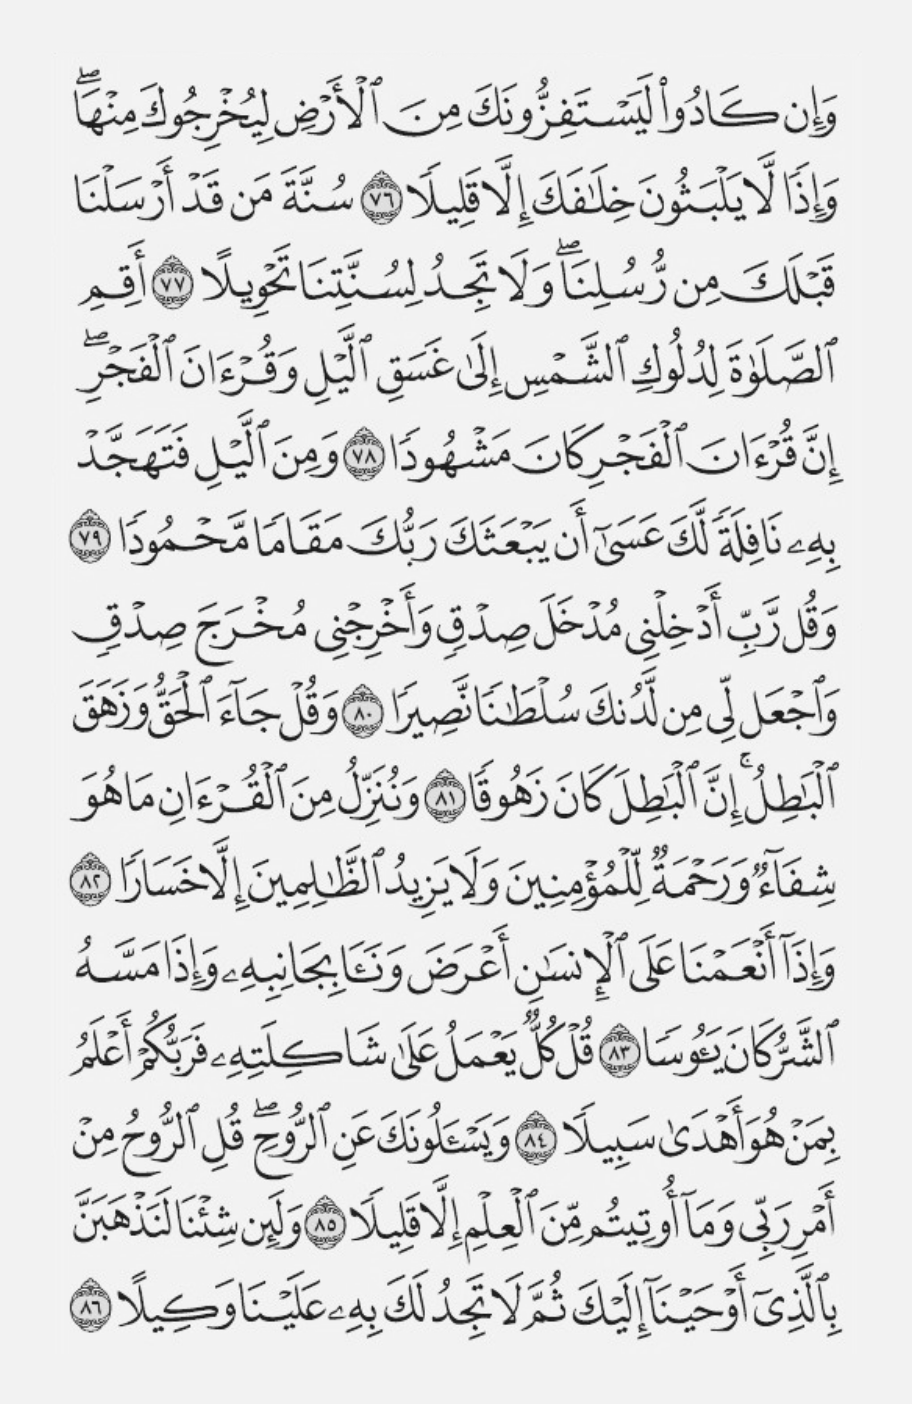 وَإِن كَادُوا۟ لَيَسْتَفِزُّونَكَ مِنَ ٱلْأَرْضِ لِيُخْرِجُوكَ مِنْهَاۖ
وَإِذًا لَّا يَلْبَثُونَ خِلَٰفَكَ إِلَّا قَلِيلًا ٧٦ سُنَّةَ مَن قَدْ أَرْسَلْنَا
قَبْلَكَ مِن رُّسُلِنَاۖ وَلَا تَجِدُ لِسُنَّتِنَا تَحْوِيلًا ٧٧ أَقِمِ
ٱلصَّلَوٰةَ لِدُلُوكِ ٱلشَّمْسِ إِلَىٰ غَسَقِ ٱلَّيْلِ وَقُرْءَانَ ٱلْفَجْرِۖ
إِنَّ قُرْءَانَ ٱلْفَجْرِ كَانَ مَشْهُودًا ٧٨ وَمِنَ ٱلَّيْلِ فَتَهَجَّدْ
بِهِۦ نَافِلَةً لَّكَ عَسَىٰٓ أَن يَبْعَثَكَ رَبُّكَ مَقَامًا مَّحْمُودًا ٧٩
وَقُل رَّبِّ أَدْخِلْنِى مُدْخَلَ صِدْقٍ وَأَخْرِجْنِى مُخْرَجَ صِدْقٍ
وَٱجْعَل لِّى مِن لَّدُنكَ سُلْطَٰنًا نَّصِيرًا ٨٠ وَقُلْ جَآءَ ٱلْحَقُّ وَزَهَقَ
ٱلْبَٰطِلُۚ إِنَّ ٱلْبَٰطِلَ كَانَ زَهُوقًا ٨١ وَنُنَزِّلُ مِنَ ٱلْقُرْءَانِ مَا هُوَ
شِفَآءٌ وَرَحْمَةٌ لِّلْمُؤْمِنِينَ وَلَا يَزِيدُ ٱلظَّٰلِمِينَ إِلَّا خَسَارًا ٨٢
وَإِذَآ أَنْعَمْنَا عَلَى ٱلْإِنسَٰنِ أَعْرَضَ وَنَـَٔا بِجَانِبِهِۦ وَإِذَا مَسَّهُ
ٱلشَّرُّ كَانَ يَـُٔوسًا ٨٣ قُلْ كُلٌّ يَعْمَلُ عَلَىٰ شَاكِلَتِهِۦ فَرَبُّكُمْ أَعْلَمُ
بِمَنْ هُوَ أَهْدَىٰ سَبِيلًا ٨٤ وَيَسْـَٔلُونَكَ عَنِ ٱلرُّوحِۖ قُلِ ٱلرُّوحُ مِنْ
أَمْرِ رَبِّى وَمَآ أُوتِيتُم مِّنَ ٱلْعِلْمِ إِلَّا قَلِيلًا ٨٥ وَلَئِن شِئْنَا لَنَذْهَبَنَّ
بِٱلَّذِىٓ أَوْحَيْنَآ إِلَيْكَ ثُمَّ لَا تَجِدُ لَكَ بِهِۦ عَلَيْنَا وَكِيلًا ٨٦